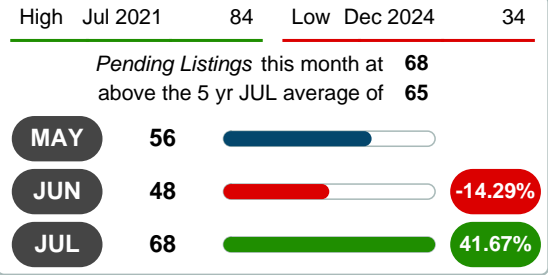 High Jul 2021 84 Low Dec 2024 34
Pending Listings this month at 68
above the 5 yr JUL average of 65
MAY 56
JUN 48 -14.29%
JUL 68 41.67%